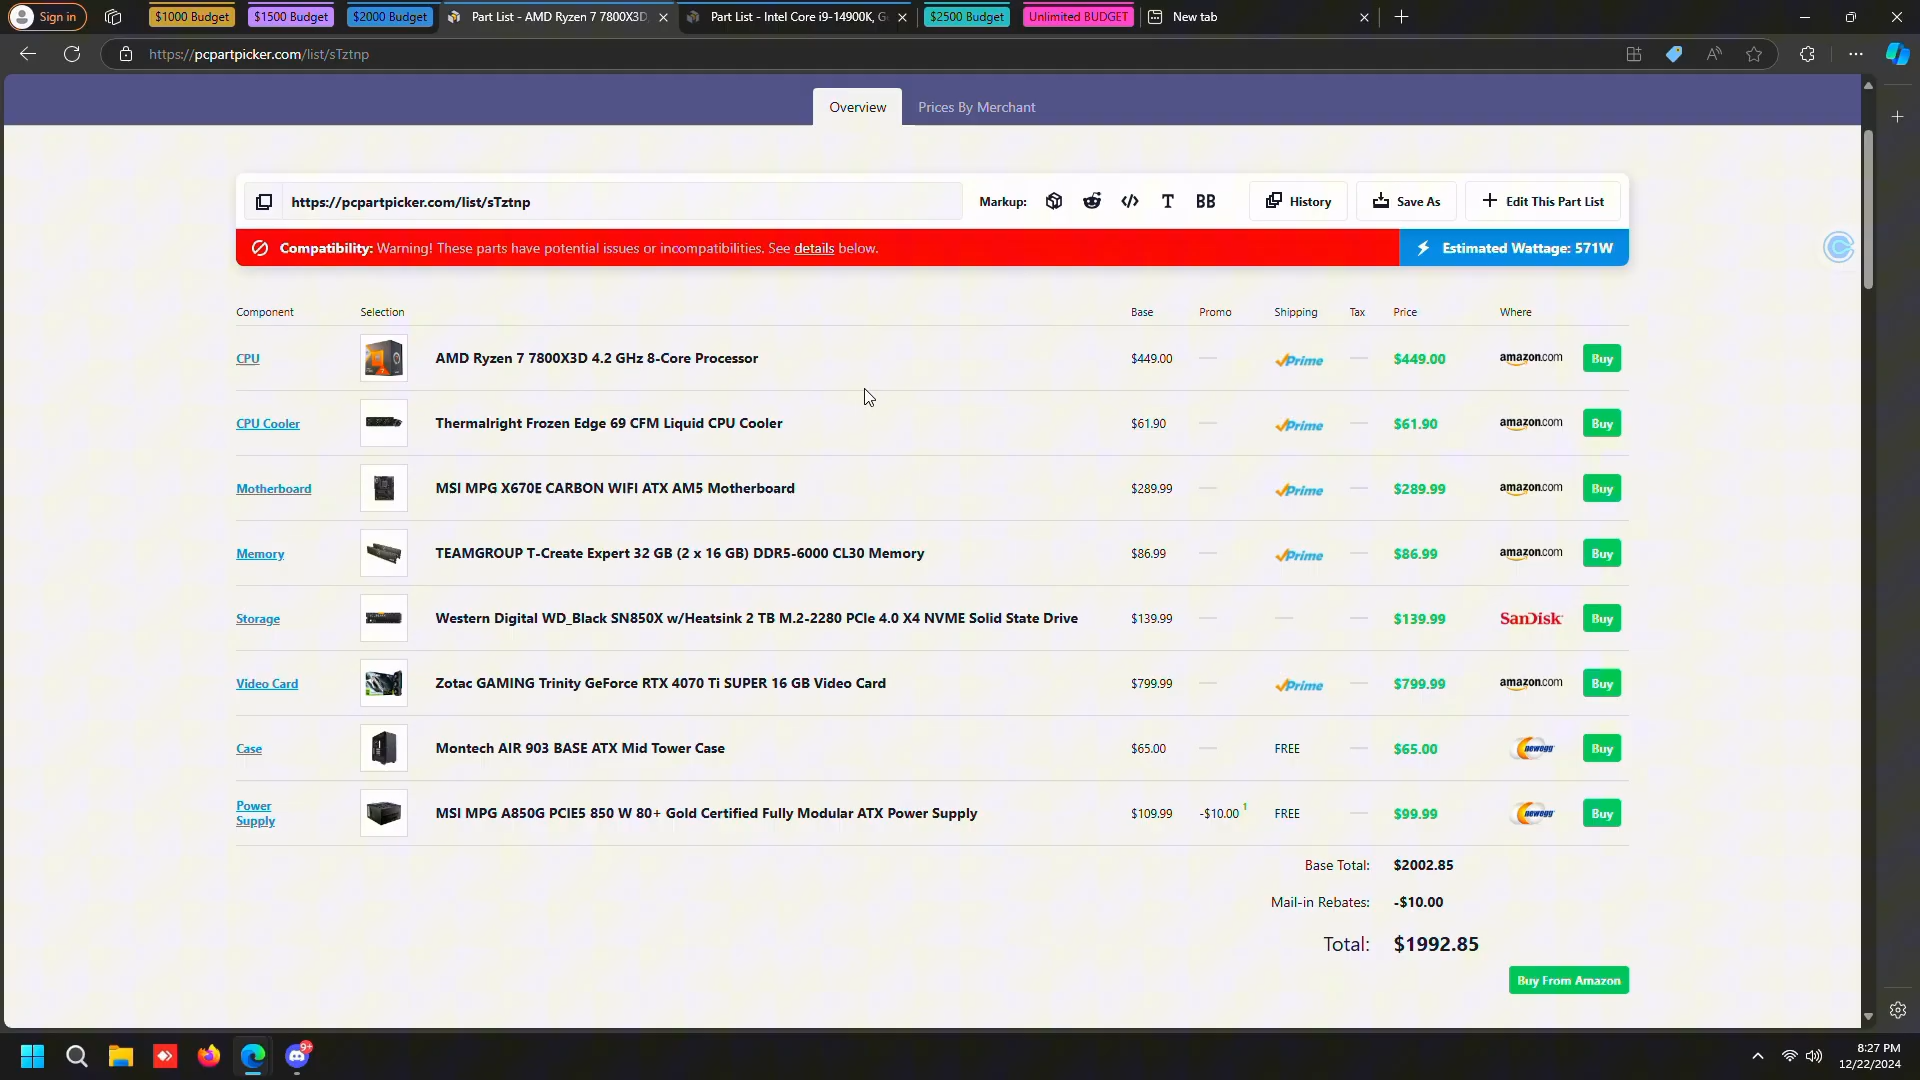 Sign in
$1000 Budget
$1500 Budget
$2000 Budget
Part List - AMD Ryzen 7 7800X3D,
Part List - Intel Core i9-14900K, G
$2500 Budget
Unlimited BUDGET
New tab
https://pcpartpicker.com/list/sTztnp
Overview
Prices By Merchant
https://pcpartpicker.com/list/sTztnp
Markup:
BB
History
Save As
Edit This Part List
Compatibility: Warning! These parts have potential issues or incompatibilities. See details below.
Estimated Wattage: 571W
Component Selection Base Promo Shipping Tax Price Where
CPU AMD Ryzen 7 7800X3D 4.2 GHz 8-Core Processor $449.00 — Prime — $449.00 amazon.com Buy
CPU Cooler Thermalright Frozen Edge 69 CFM Liquid CPU Cooler $61.90 — Prime — $61.90 amazon.com Buy
Motherboard MSI MPG X670E CARBON WIFI ATX AM5 Motherboard $289.99 — Prime — $289.99 amazon.com Buy
Memory TEAMGROUP T-Create Expert 32 GB (2 x 16 GB) DDR5-6000 CL30 Memory $86.99 — Prime — $86.99 amazon.com Buy
Storage Western Digital WD_Black SN850X w/Heatsink 2 TB M.2-2280 PCIe 4.0 X4 NVME Solid State Drive $139.99 — — — $139.99 SanDisk Buy
Video Card Zotac GAMING Trinity GeForce RTX 4070 Ti SUPER 16 GB Video Card $799.99 — Prime — $799.99 amazon.com Buy
Case Montech AIR 903 BASE ATX Mid Tower Case $65.00 — FREE — $65.00 newegg Buy
Power Supply MSI MPG A850G PCIE5 850 W 80+ Gold Certified Fully Modular ATX Power Supply $109.99 -$10.00 FREE — $99.99 newegg Buy
Base Total: $2002.85
Mail-in Rebates: -$10.00
Total: $1992.85
Buy From Amazon
9+
8:27 PM
12/22/2024